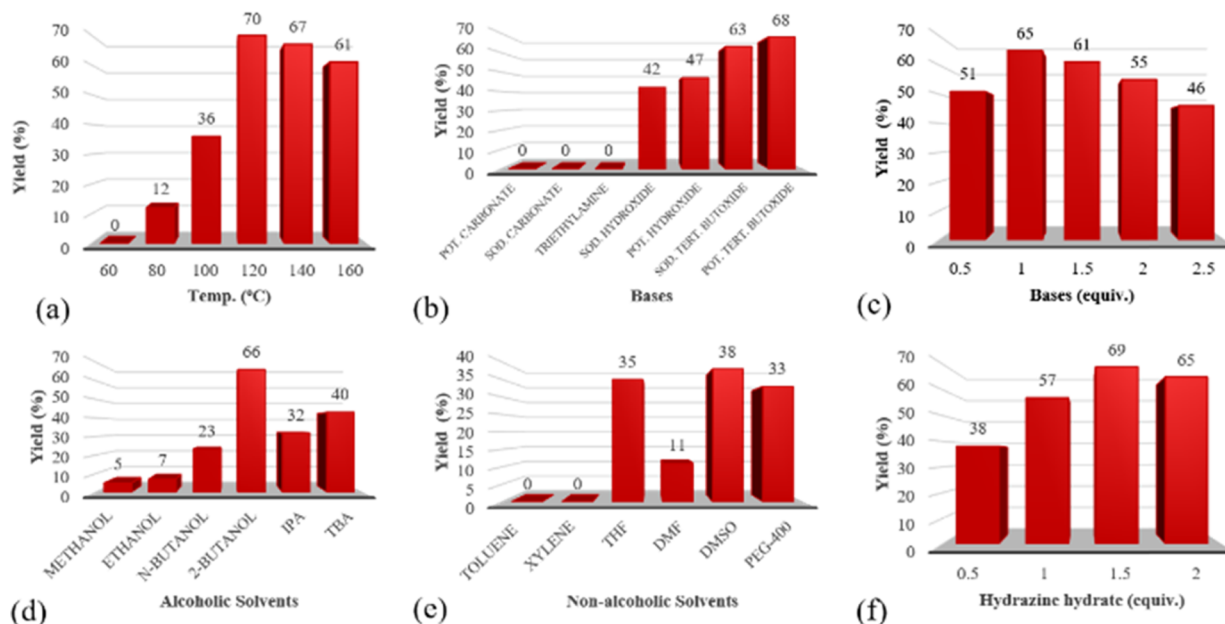 70
60
50
40
30
20
10
0
Yield (%)
0
12
36
70
67
61
60 80 100 120 140 160
Temp. (°C)
(a)
70
60
50
40
30
20
10
0
Yield (%)
0
0
0
42
47
63
68
POT. CARBONATE
SOD. CARBONATE
TRIETHYLAMINE
SOD. HYDROXIDE
POT. HYDROXIDE
SOD. TERT. BUTOXIDE
POT. TERT. BUTOXIDE
Bases
(b)
70
60
50
40
30
20
10
0
Yield (%)
51
65
61
55
46
0.5 1 1.5 2 2.5
Bases (equiv.)
(c)
70
60
50
40
30
20
10
0
Yield (%)
5
7
23
66
32
40
METHANOL
ETHANOL
N-BUTANOL
2-BUTANOL
IPA
TBA
Alcoholic Solvents
(d)
40
35
30
25
20
15
10
5
0
Yield (%)
0
0
35
11
38
33
TOLUENE
XYLENE
THF
DMF
DMSO
PEG-400
Non-alcoholic Solvents
(e)
70
60
50
40
30
20
10
0
Yield (%)
38
57
69
65
0.5 1 1.5 2
Hydrazine hydrate (equiv.)
(f)